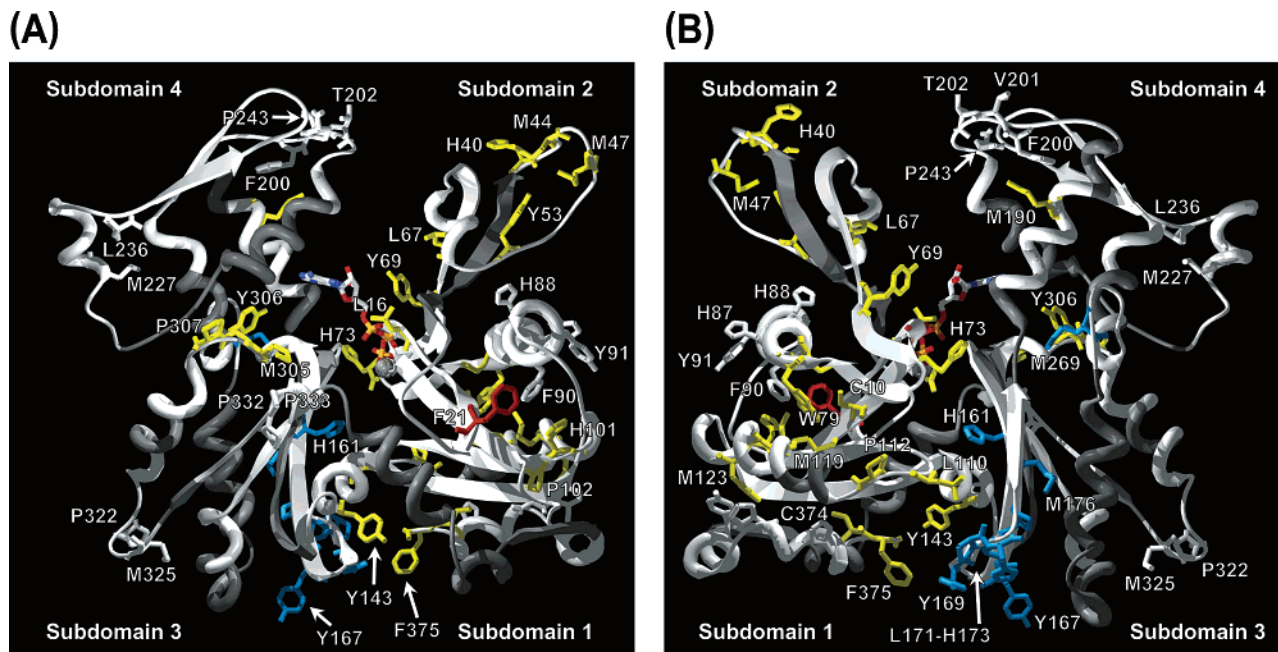 (A)
Subdomain 4
Subdomain 2
T202
P243
M44
H40
M47
F200
Y53
L236
L67
M227
Y69
H88
L16
Y306
P307
H73
Y91
M305
F90
P332
P333
F21
H161
H101
P102
P322
M325
Y143
F375
Y167
Subdomain 3
Subdomain 1
(B)
Subdomain 2
T202
V201
Subdomain 4
H40
F200
P243
M47
M190
L236
L67
M227
Y69
H88
Y306
H87
H73
Y91
M269
F90
C10
W79
H161
P112
M119
L110
M123
M176
C374
Y143
M325
P322
F375
Y169
Y167
L171-H173
Subdomain 1
Subdomain 3